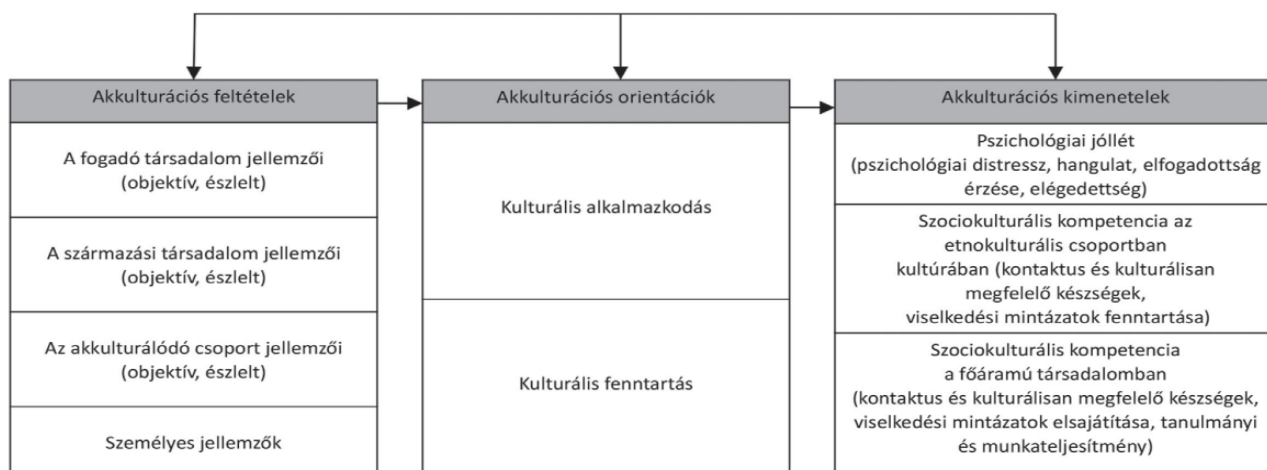 Akkulturációs feltételek
A fogadó társadalom jellemzői
(objektív, észlelt)
A származási társadalom jellemzői
(objektív, észlelt)
Az akkulturálódó csoport jellemzői
(objektív, észlelt)
Személyes jellemzők
Akkulturációs orientációk
Kulturális alkalmazkodás
Kulturális fenntartás
Akkulturációs kimenetelek
Pszichológiai jóllét
(pszichológiai distressz, hangulat, elfogadottság
érzése, elégedettség)
Szociokulturális kompetencia az
etnokulturális csoportban
kultúrában (kontaktus és kulturálisan
megfelelő készségek,
viselkedési mintázatok fenntartása)
Szociokulturális kompetencia
a főáramú társadalomban
(kontaktus és kulturálisan megfelelő készségek,
viselkedési mintázatok elsajátítása, tanulmányi
és munkateljesítmény)